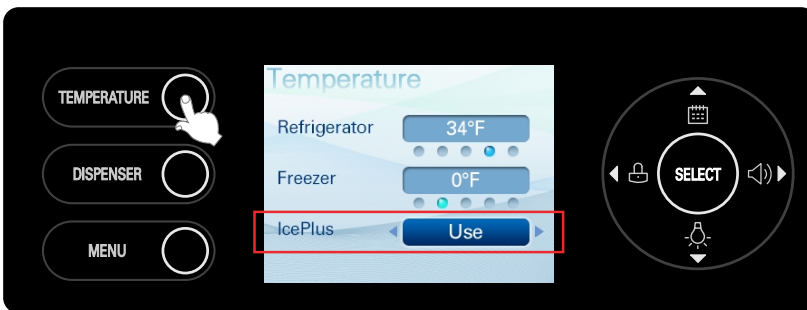 TEMPERATURE
DISPENSER
MENU
Temperature
Refrigerator 34°F
Freezer 0°F
IcePlus Use
SELECT